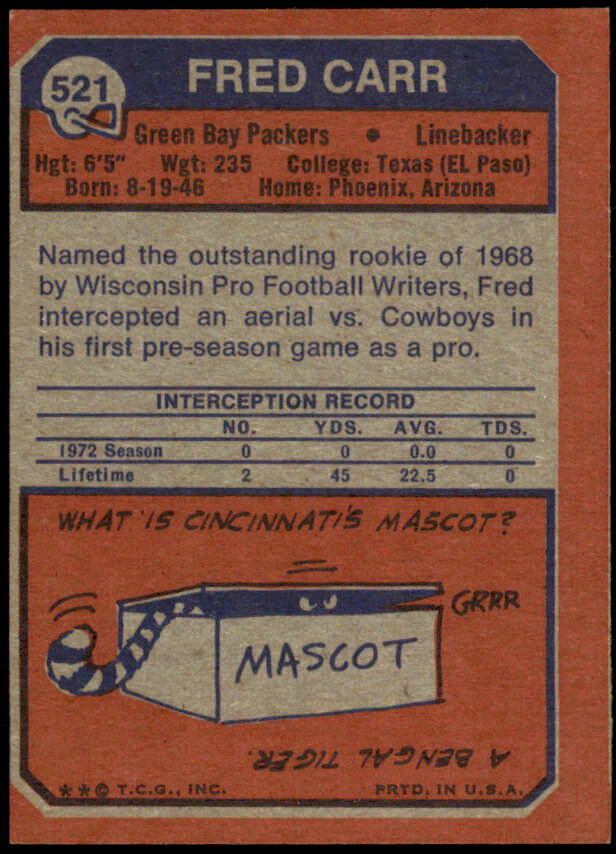 521
FRED CARR
Green Bay Packers • Linebacker
Hgt: 6'5" Wgt: 235 College: Texas (EL Paso)
Born: 8-19-46 Home: Phoenix, Arizona
Named the outstanding rookie of 1968
by Wisconsin Pro Football Writers, Fred
intercepted an aerial vs. Cowboys in
his first pre-season game as a pro.
INTERCEPTION RECORD
NO. YDS. AVG. TDS.
1972 Season 0 0 0.0 0
Lifetime 2 45 22.5 0
WHAT IS CINCINNATI'S MASCOT?
GRRR
MASCOT
A BENGAL TIGER.
**© T.C.G., INC. PRTD. IN U.S.A.